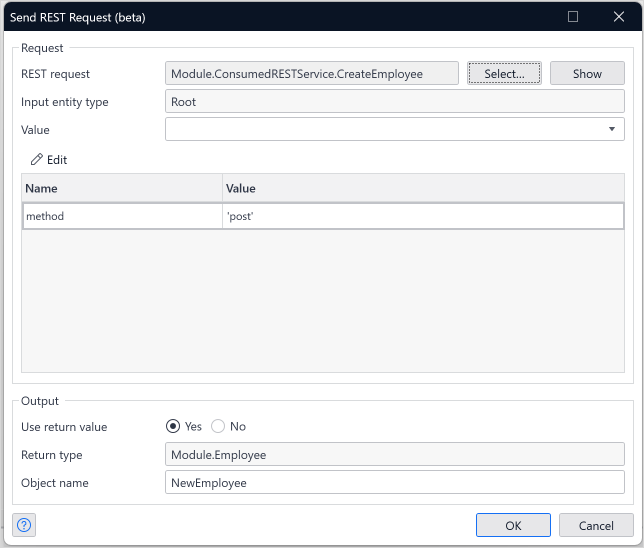 Send REST Request (beta)
Request
REST request Module.ConsumedRESTService.CreateEmployee Select... Show
Input entity type Root
Value
Edit
Name Value
method 'post'
Output
Use return value Yes No
Return type Module.Employee
Object name NewEmployee
? OK Cancel